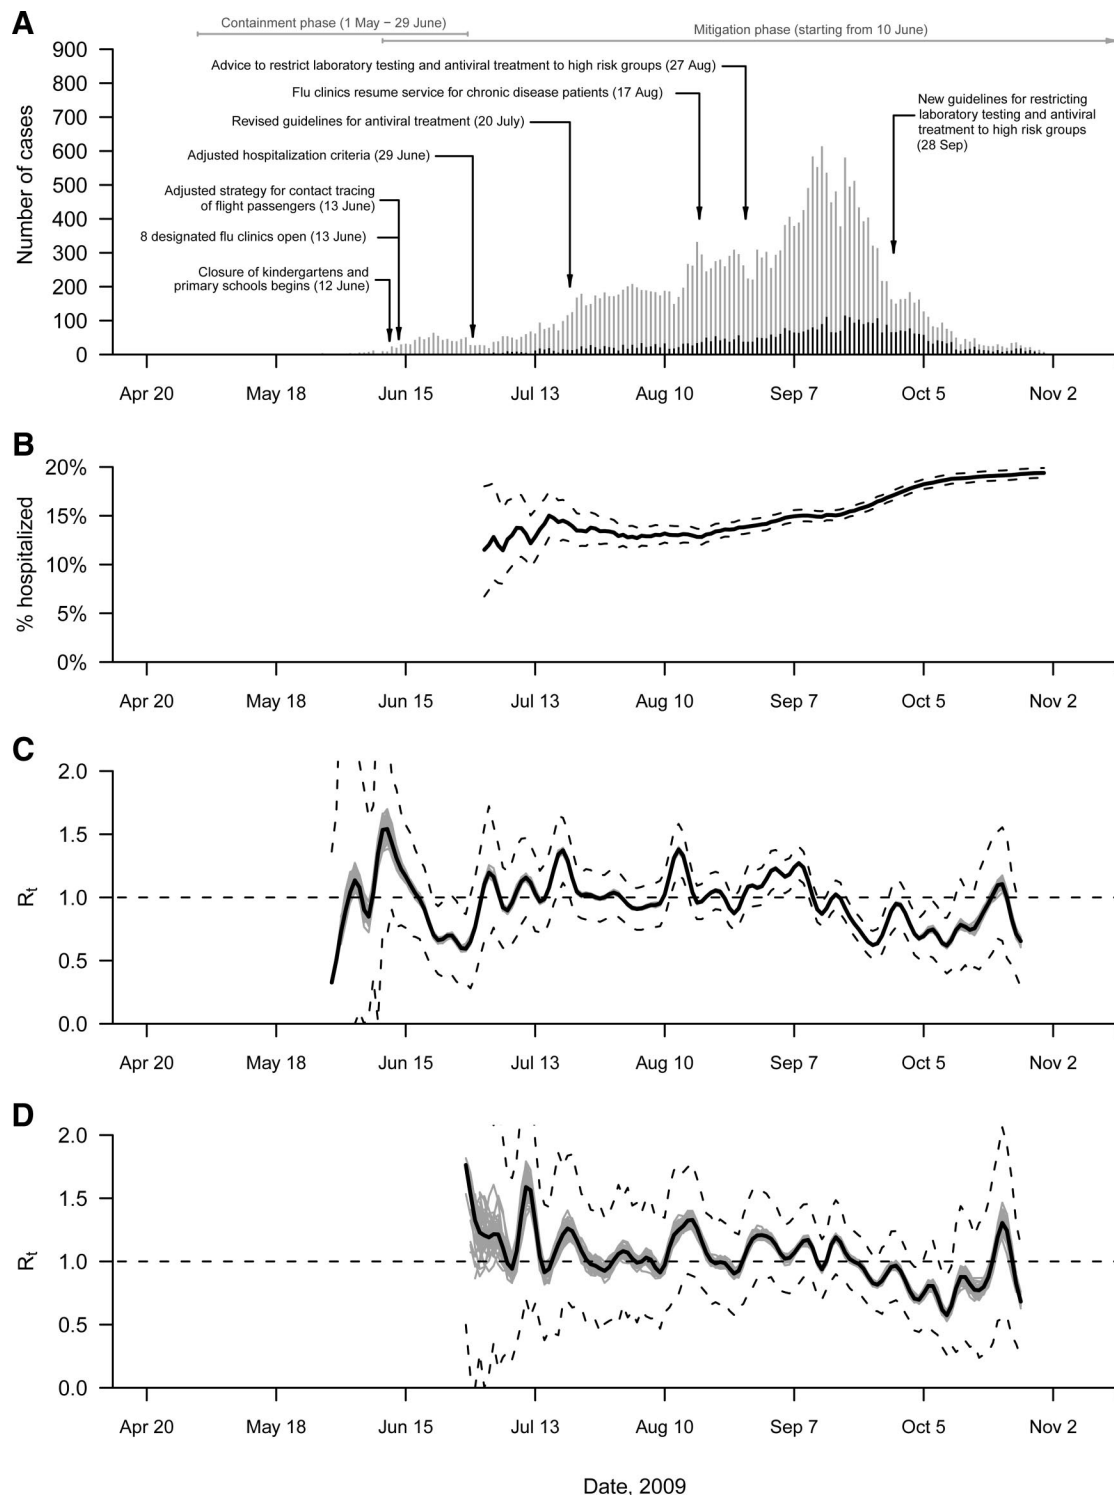 A
Containment phase (1 May − 29 June)
Mitigation phase (starting from 10 June)
Number of cases
900
800
700
600
500
400
300
200
100
0
Advice to restrict laboratory testing and antiviral treatment to high risk groups (27 Aug)
Flu clinics resume service for chronic disease patients (17 Aug)
Revised guidelines for antiviral treatment (20 July)
Adjusted hospitalization criteria (29 June)
Adjusted strategy for contact tracing
of flight passengers (13 June)
8 designated flu clinics open (13 June)
Closure of kindergartens and
primary schools begins (12 June)
New guidelines for restricting
laboratory testing and antiviral
treatment to high risk groups
(28 Sep)
Apr 20 May 18 Jun 15 Jul 13 Aug 10 Sep 7 Oct 5 Nov 2
B
% hospitalized
20%
15%
10%
5%
0%
Apr 20 May 18 Jun 15 Jul 13 Aug 10 Sep 7 Oct 5 Nov 2
C
Rt
2.0
1.5
1.0
0.5
0.0
Apr 20 May 18 Jun 15 Jul 13 Aug 10 Sep 7 Oct 5 Nov 2
D
Rt
2.0
1.5
1.0
0.5
0.0
Apr 20 May 18 Jun 15 Jul 13 Aug 10 Sep 7 Oct 5 Nov 2
Date, 2009